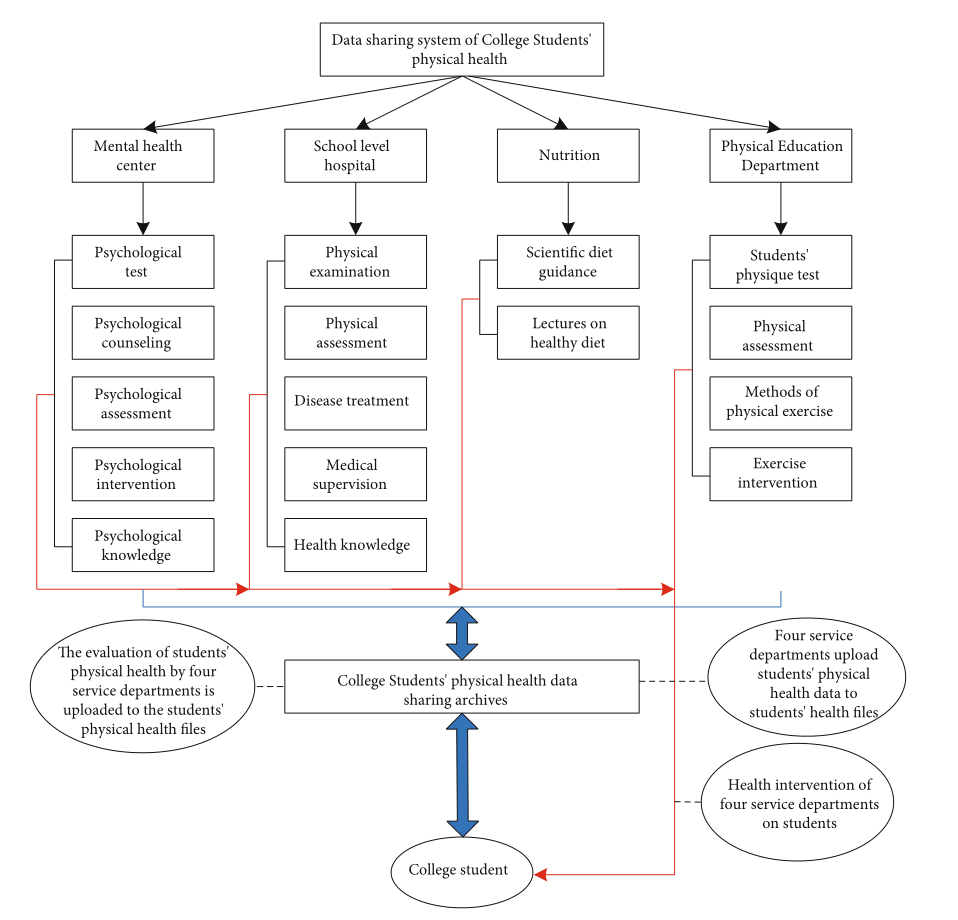 Data sharing system of College Students'
physical health
Mental health
center
School level
hospital
Nutrition
Physical Education
Department
Psychological
test
Physical
examination
Scientific diet
guidance
Students'
physique test
Psychological
counseling
Physical
assessment
Lectures on
healthy diet
Physical
assessment
Psychological
assessment
Disease treatment
Methods of
physical exercise
Psychological
intervention
Medical
supervision
Exercise
intervention
Psychological
knowledge
Health knowledge
The evaluation of students'
physical health by four
service departments is
uploaded to the students'
physical health files
College Students' physical health data
sharing archives
Four service
departments upload
students' physical
health data to
students' health files
Health intervention of
four service departments
on students
College student